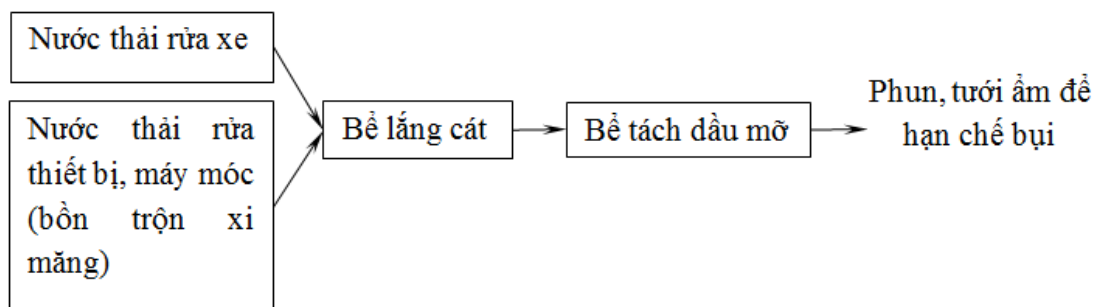 Nước thải rửa xe
Nước thải rửa
thiết bị, máy móc
(bồn trộn xi
măng)
Bể lắng cát
Bể tách dầu mỡ
Phun, tưới ẩm để
hạn chế bụi